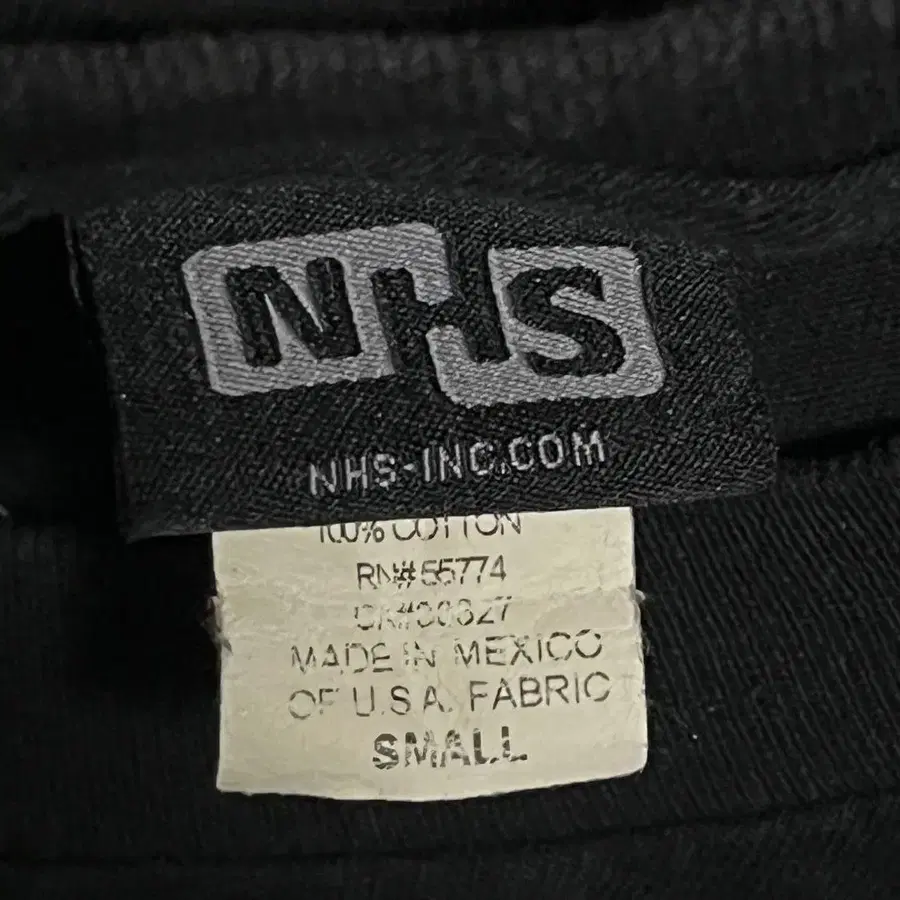 NHS
NHS-INC.COM
100% COTTON
RN#55774
MADE IN MEXICO
OF U.S.A. FABRIC
SMALL